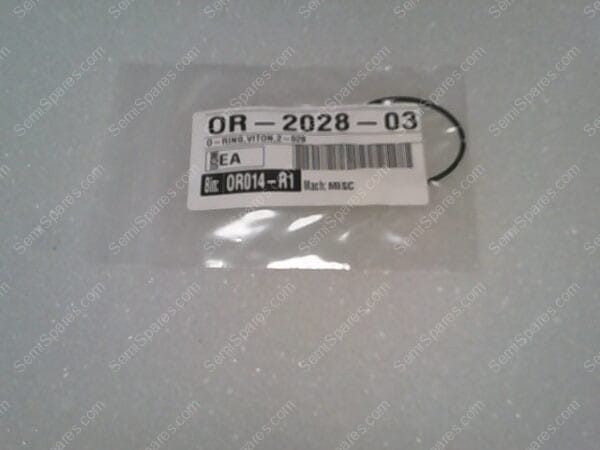 OR-2028-03
O-RING,VITON,2-028
EA
Bin: OR014-R1 Mach: MISC
SemiSpares.com